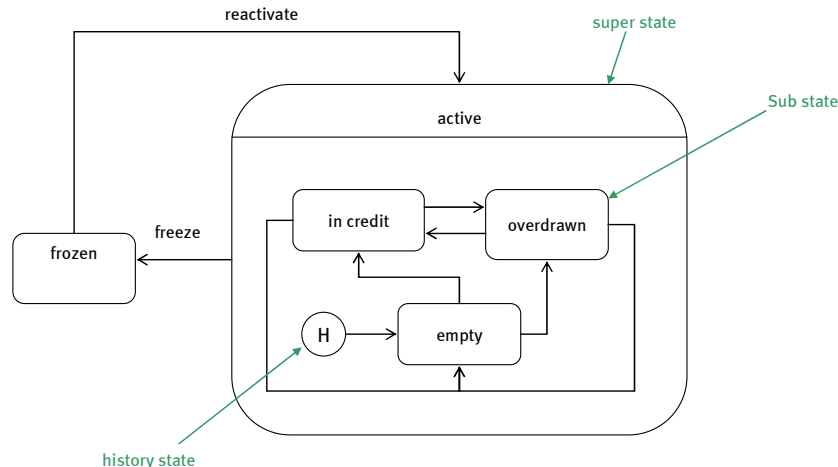 reactivate
super state
Sub state
active
in credit
overdrawn
freeze
frozen
H
empty
history state